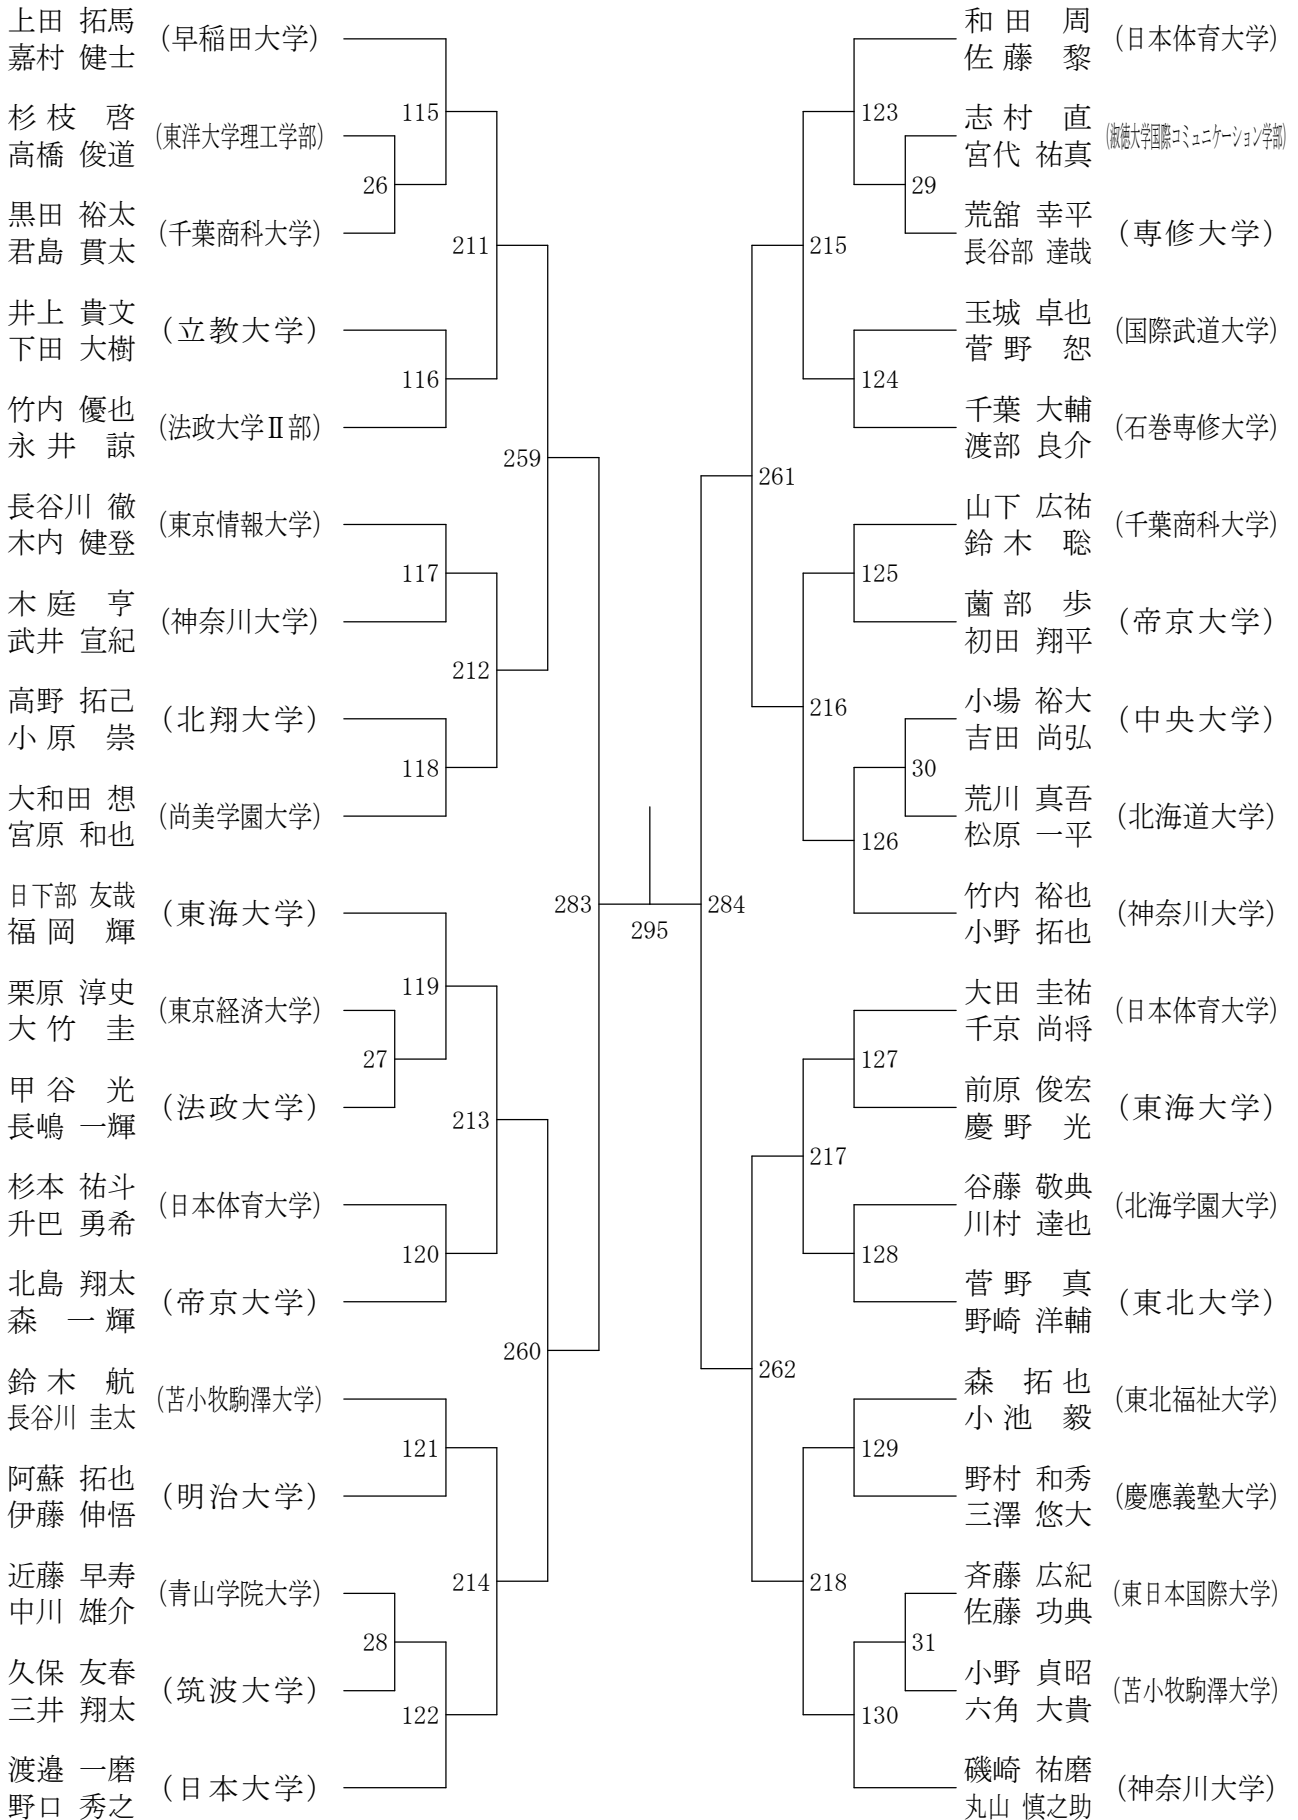 上田 拓馬
嘉村 健士
(早稲田大学)
杉枝 啓
高橋 俊道
(東洋大学理工学部)
黒田 裕太
君島 貫太
(千葉商科大学)
井上 貴文
下田 大樹
(立教大学)
竹内 優也
永井 諒
(法政大学Ⅱ部)
長谷川 徹
木内 健登
(東京情報大学)
木庭 亨
武井 宣紀
(神奈川大学)
高野 拓己
小原 崇
(北翔大学)
大和田 想
宮原 和也
(尚美学園大学)
日下部 友哉
福岡 輝
(東海大学)
栗原 淳史
大竹 圭
(東京経済大学)
甲谷 光
長嶋 一輝
(法政大学)
杉本 祐斗
升巴 勇希
(日本体育大学)
北島 翔太
森 一輝
(帝京大学)
鈴木 航
長谷川 圭太
(苫小牧駒澤大学)
阿蘇 拓也
伊藤 伸悟
(明治大学)
近藤 早寿
中川 雄介
(青山学院大学)
久保 友春
三井 翔太
(筑波大学)
渡邉 一磨
野口 秀之
(日本大学)
26
27
28
115
116
117
118
119
120
121
122
211
212
213
214
259
260
283
295
284
261
262
215
216
217
218
123
124
125
126
127
128
129
130
29
30
31
和田 周
佐藤 黎
(日本体育大学)
志村 直
宮代 祐真
(淑徳大学国際コミュニケーション学部)
荒舘 幸平
長谷部 達哉
(専修大学)
玉城 卓也
菅野 恕
(国際武道大学)
千葉 大輔
渡部 良介
(石巻専修大学)
山下 広祐
鈴木 聡
(千葉商科大学)
薗部 歩
初田 翔平
(帝京大学)
小場 裕大
吉田 尚弘
(中央大学)
荒川 真吾
松原 一平
(北海道大学)
竹内 裕也
小野 拓也
(神奈川大学)
大田 圭祐
千京 尚将
(日本体育大学)
前原 俊宏
慶野 光
(東海大学)
谷藤 敬典
川村 達也
(北海学園大学)
菅野 真
野崎 洋輔
(東北大学)
森 拓也
小池 毅
(東北福祉大学)
野村 和秀
三澤 悠大
(慶應義塾大学)
斉藤 広紀
佐藤 功典
(東日本国際大学)
小野 貞昭
六角 大貴
(苫小牧駒澤大学)
磯崎 祐磨
丸山 慎之助
(神奈川大学)